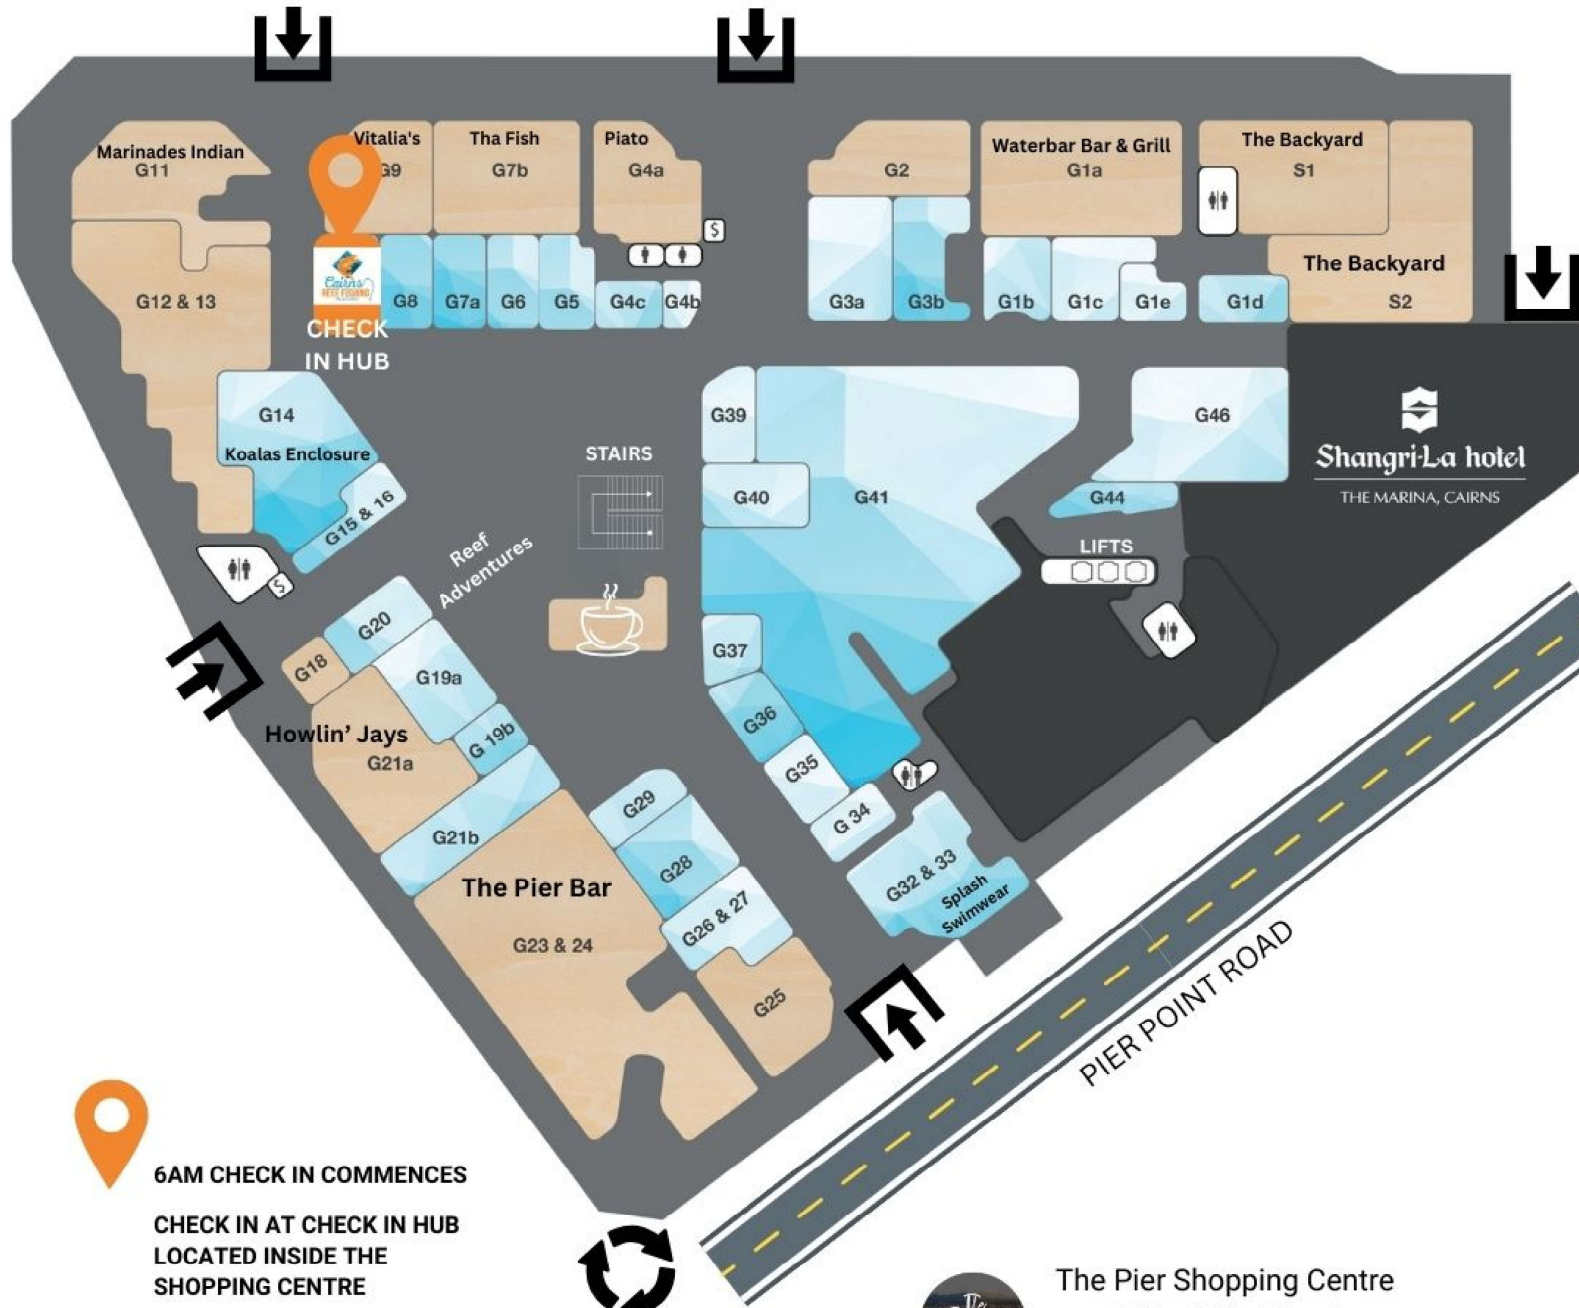 Marinades Indian
G11
Vitalia's
G9
Tha Fish
G7b
Piato
G4a
G2
Waterbar Bar & Grill
G1a
The Backyard
S1
The Backyard
S2
$
G12 & 13
Cairns
REEF FISHING
CHECK
IN HUB
G8
G7a
G6
G5
G4c
G4b
G3a
G3b
G1b
G1c
G1e
G1d
G14
Koalas Enclosure
G15 & 16
$
STAIRS
G39
G40
G41
G46
G44
Shangri-La hotel
THE MARINA, CAIRNS
LIFTS
Reef
Adventures
G20
G18
G19a
G 19b
Howlin' Jays
G21a
G21b
G37
G36
G35
G 34
G29
G28
G26 & 27
G32 & 33
Splash
Swimwear
The Pier Bar
G23 & 24
G25
PIER POINT ROAD
6AM CHECK IN COMMENCES
CHECK IN AT CHECK IN HUB
LOCATED INSIDE THE
SHOPPING CENTRE
The
The Pier Shopping Centre